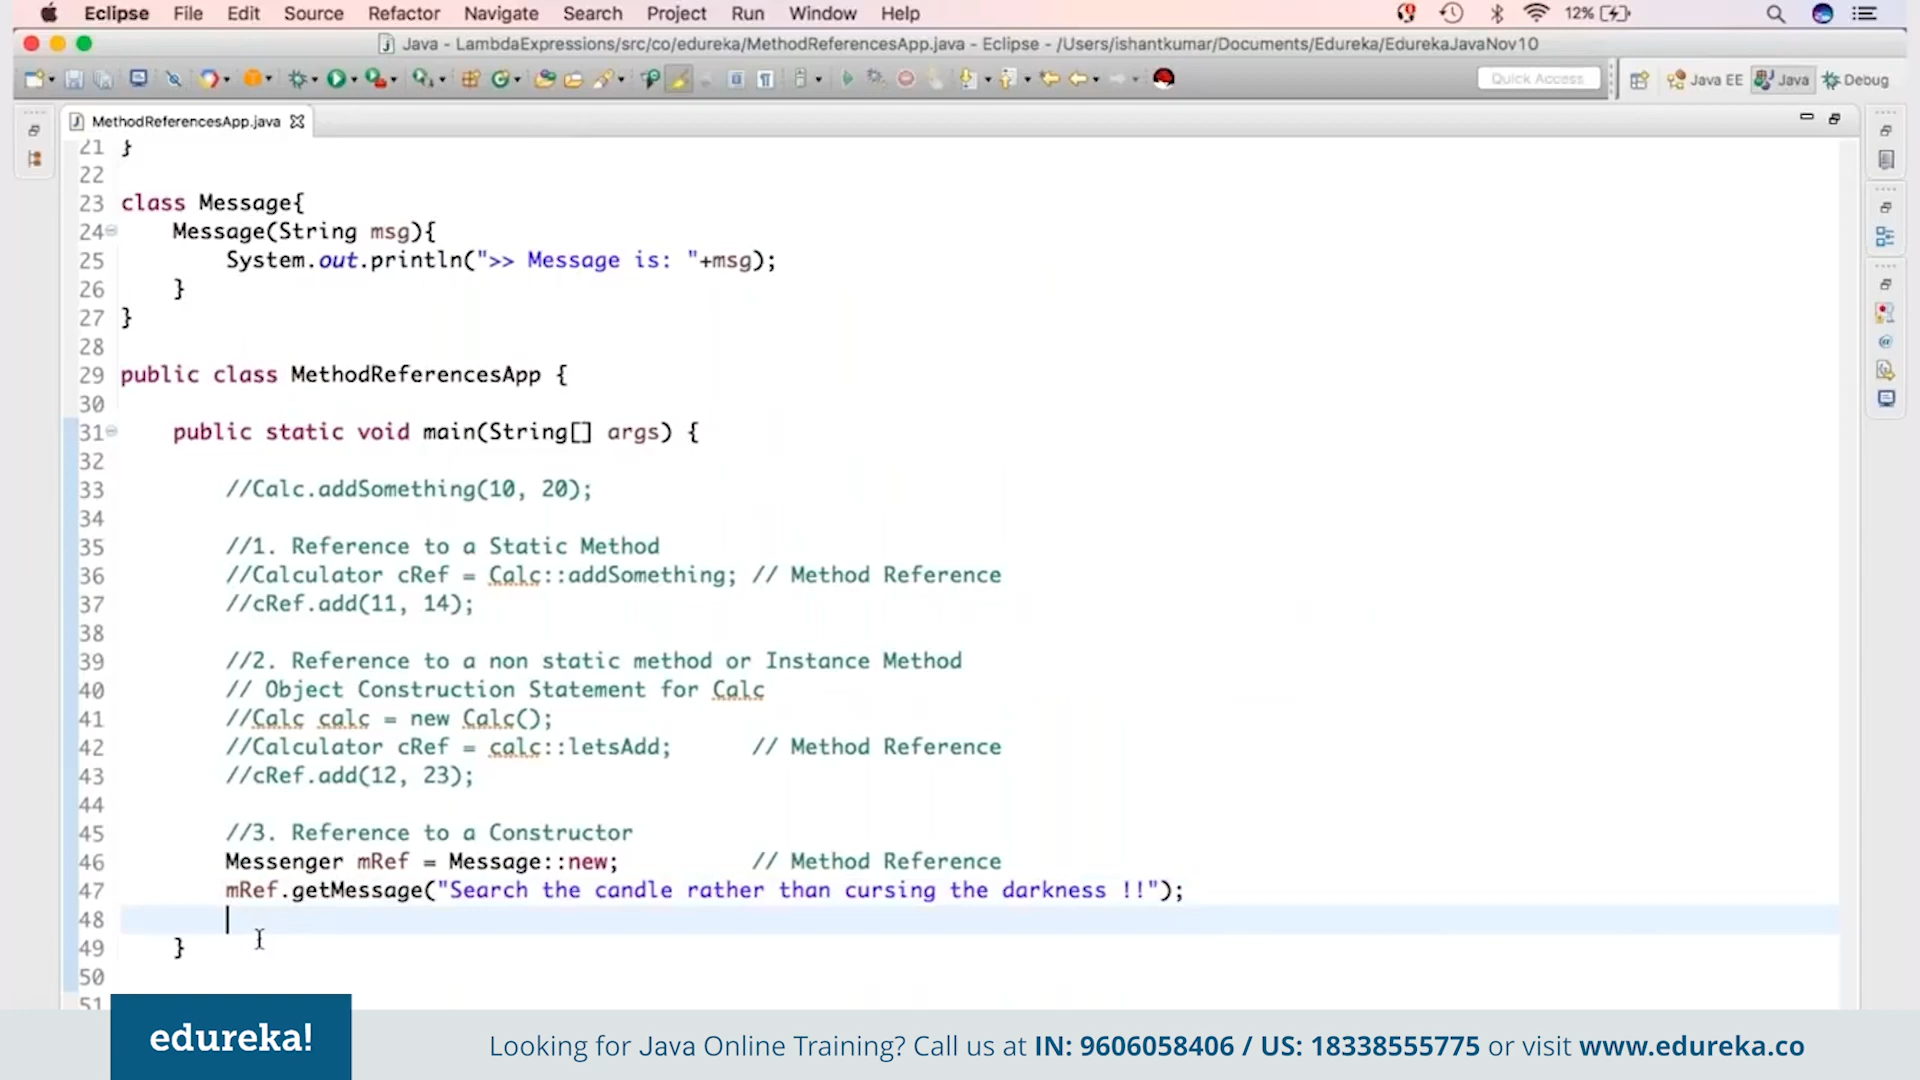 Eclipse File Edit Source Refactor Navigate Search Project Run Window Help 12%
Java - LambdaExpressions/src/co/edureka/MethodReferencesApp.java - Eclipse - /Users/ishantkumar/Documents/Edureka/EdurekaJavaNov10
Quick Access Java EE Java Debug
MethodReferencesApp.java
21 }
22
23 class Message{
24 Message(String msg){
25 System.out.println(">> Message is: "+msg);
26 }
27 }
28
29 public class MethodReferencesApp {
30
31 public static void main(String[] args) {
32
33 //Calc.addSomething(10, 20);
34
35 //1. Reference to a Static Method
36 //Calculator cRef = Calc::addSomething; // Method Reference
37 //cRef.add(11, 14);
38
39 //2. Reference to a non static method or Instance Method
40 // Object Construction Statement for Calc
41 //Calc calc = new Calc();
42 //Calculator cRef = calc::letsAdd; // Method Reference
43 //cRef.add(12, 23);
44
45 //3. Reference to a Constructor
46 Messenger mRef = Message::new; // Method Reference
47 mRef.getMessage("Search the candle rather than cursing the darkness !!");
48
49 }
50
51
edureka!
Looking for Java Online Training? Call us at IN: 9606058406 / US: 18338555775 or visit www.edureka.co